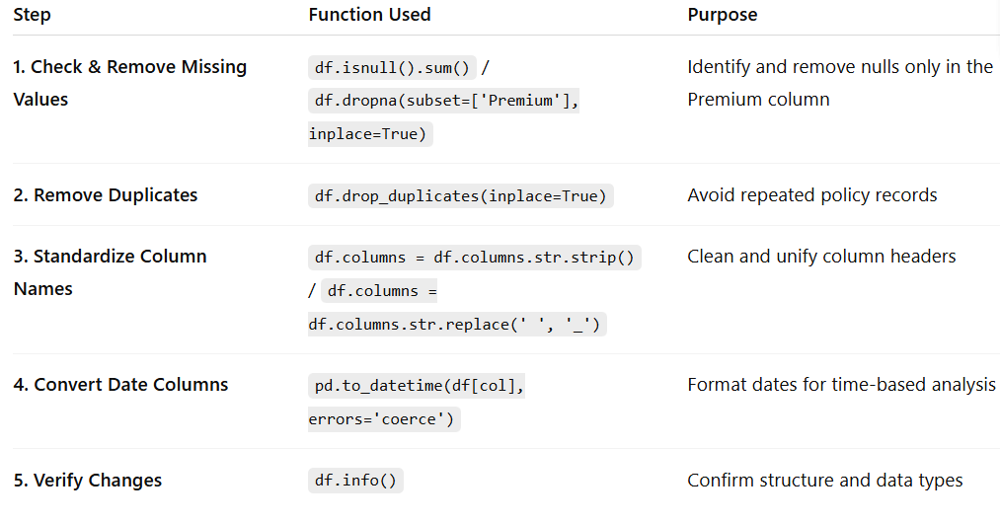 Step Function Used Purpose
1. Check & Remove Missing df.isnull().sum() / Identify and remove nulls only in the
Values df.dropna(subset=['Premium'], Premium column
inplace=True)
2. Remove Duplicates df.drop_duplicates(inplace=True) Avoid repeated policy records
3. Standardize Column df.columns = df.columns.str.strip() Clean and unify column headers
Names / df.columns =
df.columns.str.replace(' ', '_')
4. Convert Date Columns pd.to_datetime(df[col], Format dates for time-based analysis
errors='coerce')
5. Verify Changes df.info() Confirm structure and data types